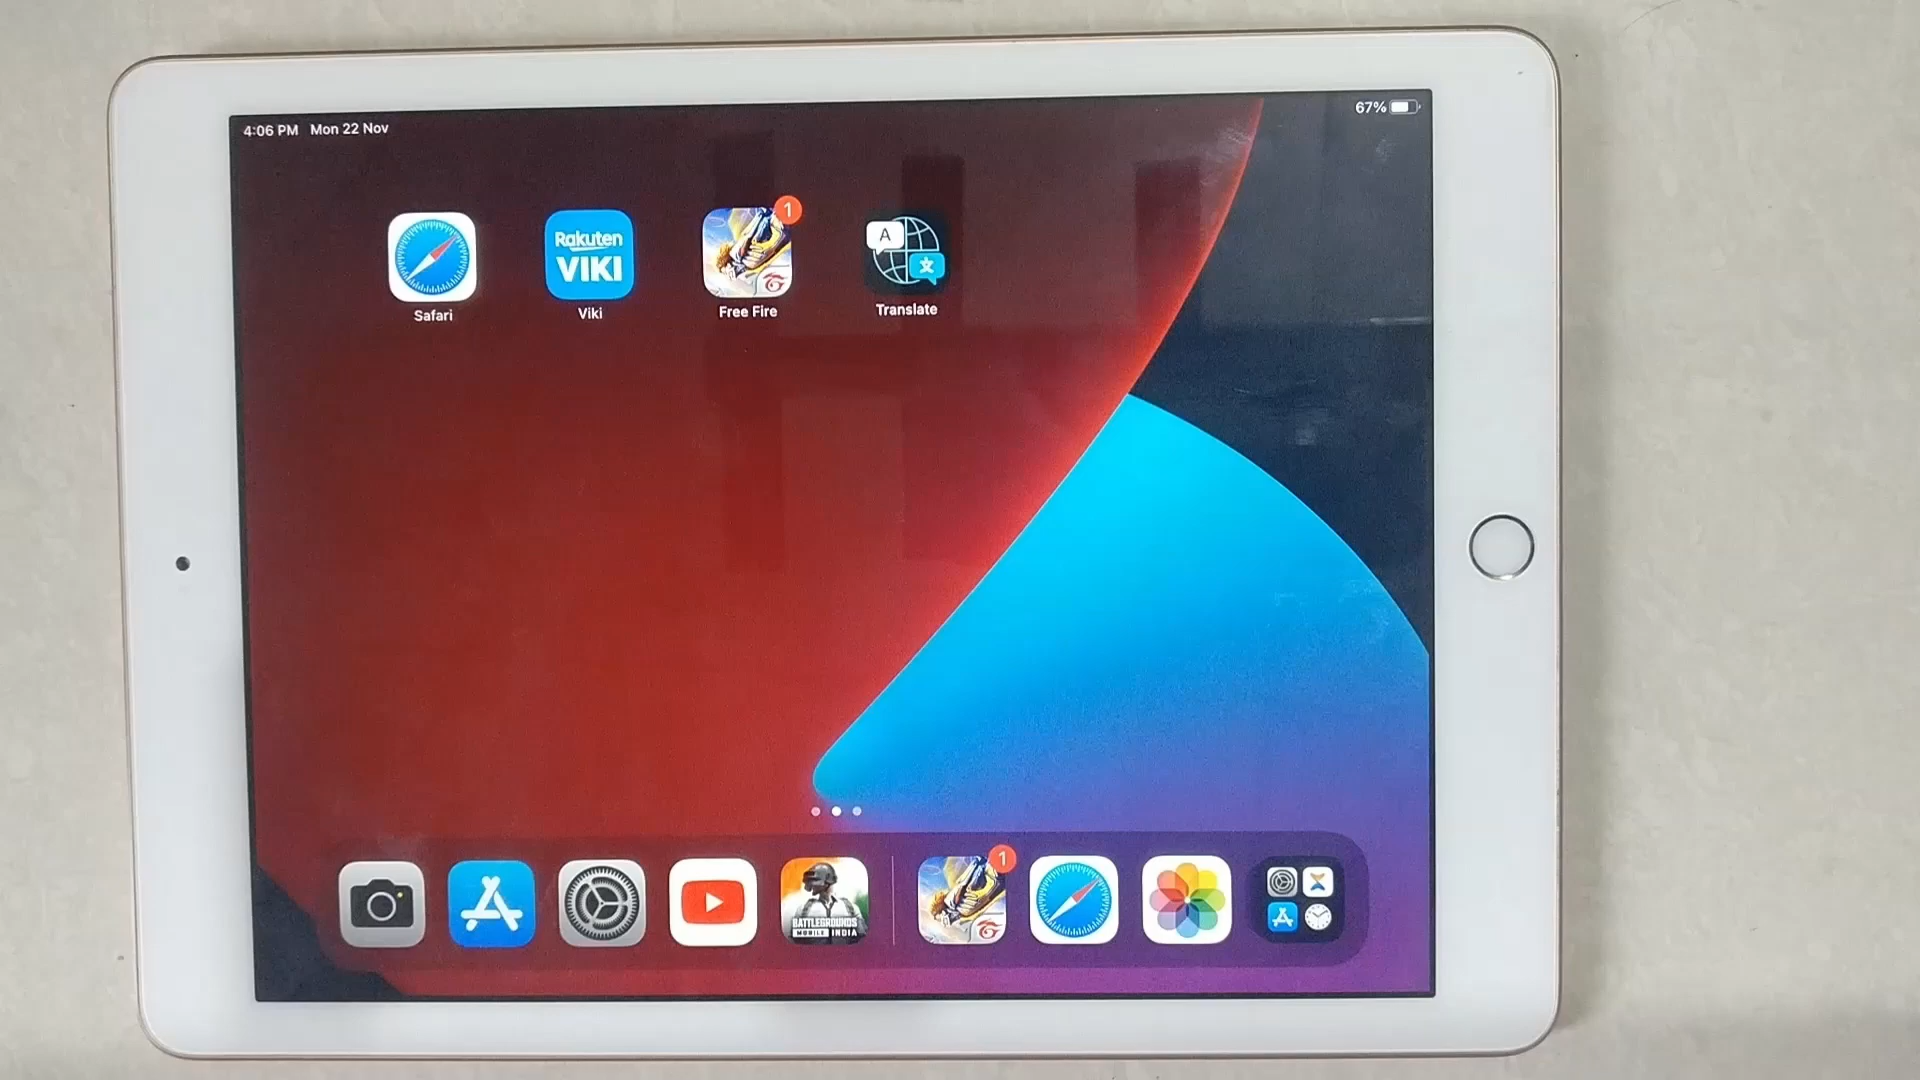 4:06 PM Mon 22 Nov
67%
Rakuten
VIKI
1
A
文
Safari
Viki
Free Fire
Translate
1
BATTLEGROUNDS
MOBILE INDIA